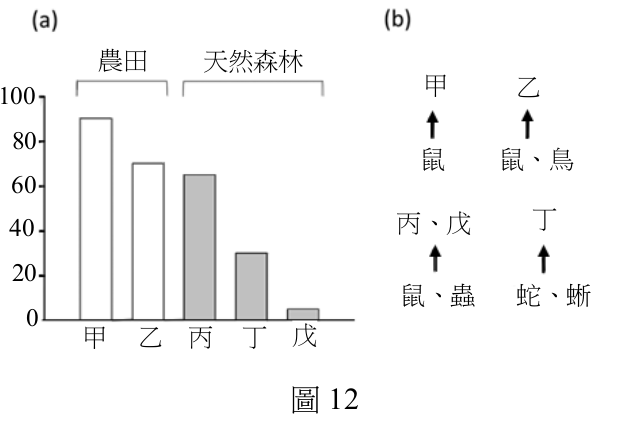 (a)
農田 天然森林
100
80
60
40
20
0
甲 乙 丙 丁 戊
(b)
甲 乙
鼠 鼠、鳥
丙、戊 丁
鼠、蟲 蛇、蜥
圖 12